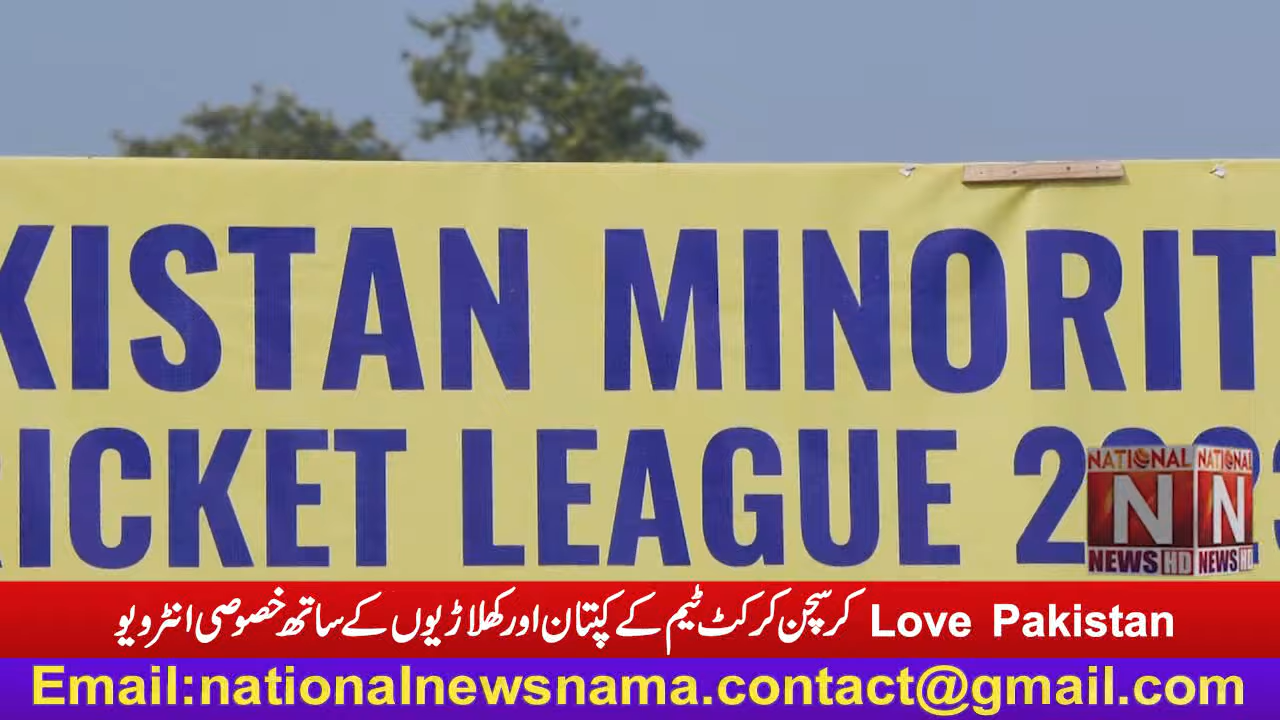 KISTAN MINORIT
RICKET LEAGUE 2023
NATIONAL NATIONAL
N N
NEWS HD NEWS HD
Love Pakistan کرسچن کرکٹ ٹیم کے کپتان اور کھلاڑیوں کے ساتھ خصوصی انٹرویو
Email:nationalnewsnama.contact@gmail.com